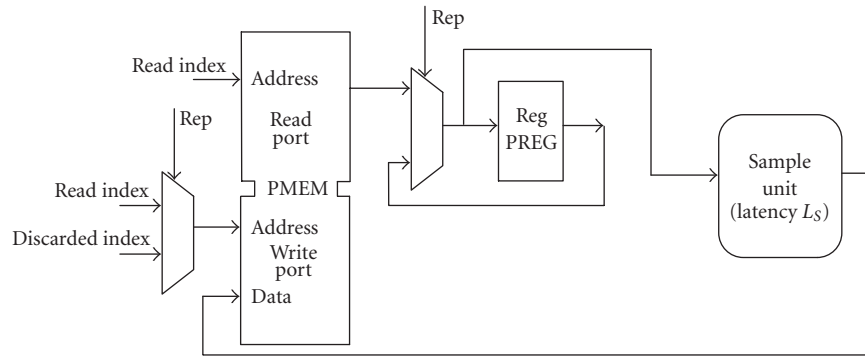 Rep
Read index
Address
Read
port
Rep
Reg
PREG
PMEM
Read index
Discarded index
Address
Write
port
Data
Sample
unit
(latency L_S)